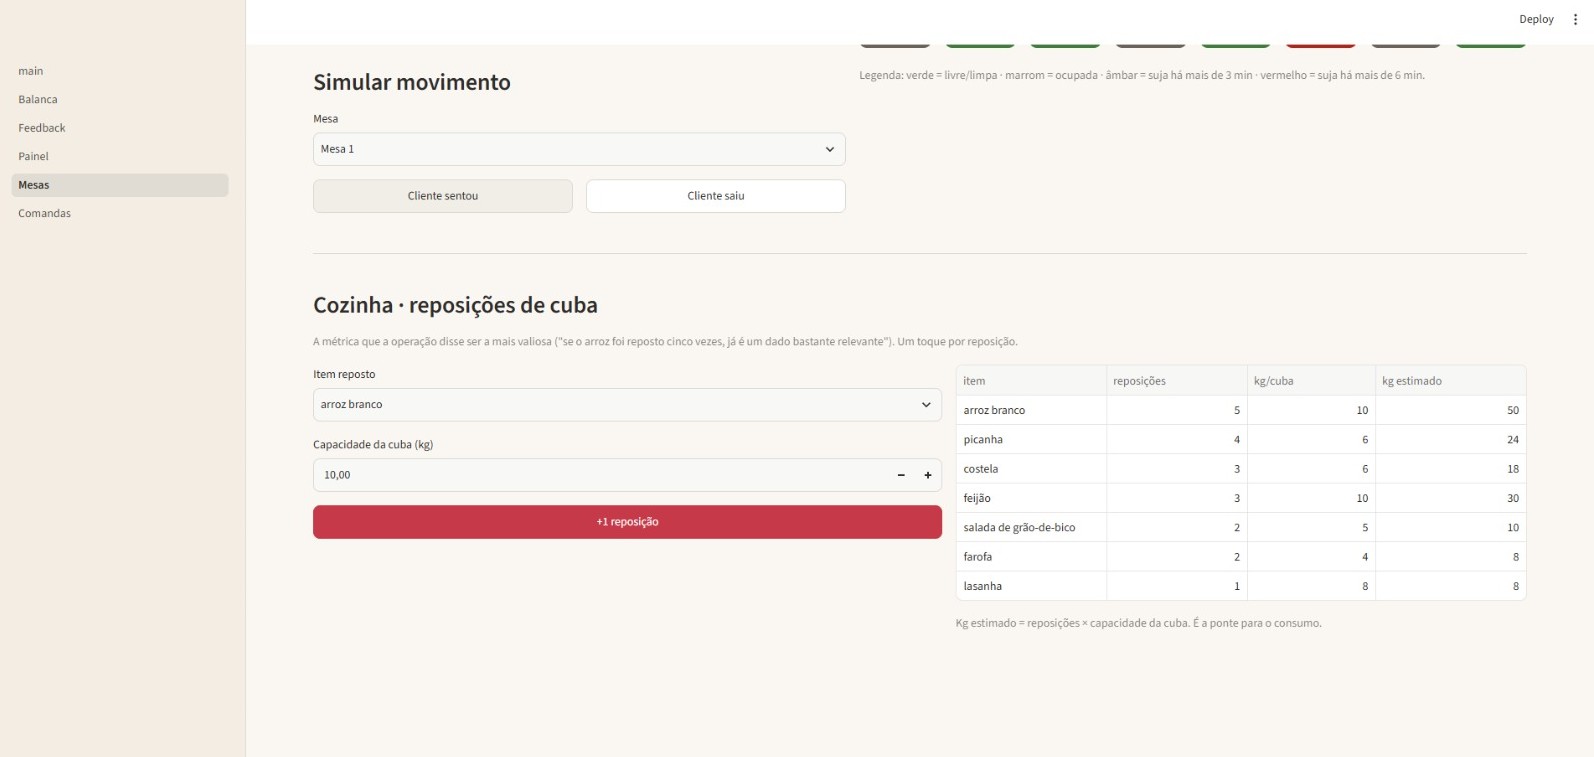 Deploy
main
Balanca
Feedback
Painel
Mesas
Comandas
Simular movimento
Legenda: verde = livre/limpa · marrom = ocupada · âmbar = suja há mais de 3 min · vermelho = suja há mais de 6 min.
Mesa
Mesa 1
Cliente sentou
Cliente saiu
Cozinha · reposições de cuba
A métrica que a operação disse ser a mais valiosa ("se o arroz foi reposto cinco vezes, já é um dado bastante relevante"). Um toque por reposição.
Item reposto
arroz branco
Capacidade da cuba (kg)
10,00
+1 reposição
item reposições kg/cuba kg estimado
arroz branco 5 10 50
picanha 4 6 24
costela 3 6 18
feijão 3 10 30
salada de grão-de-bico 2 5 10
farofa 2 4 8
lasanha 1 8 8
Kg estimado = reposições × capacidade da cuba. É a ponte para o consumo.